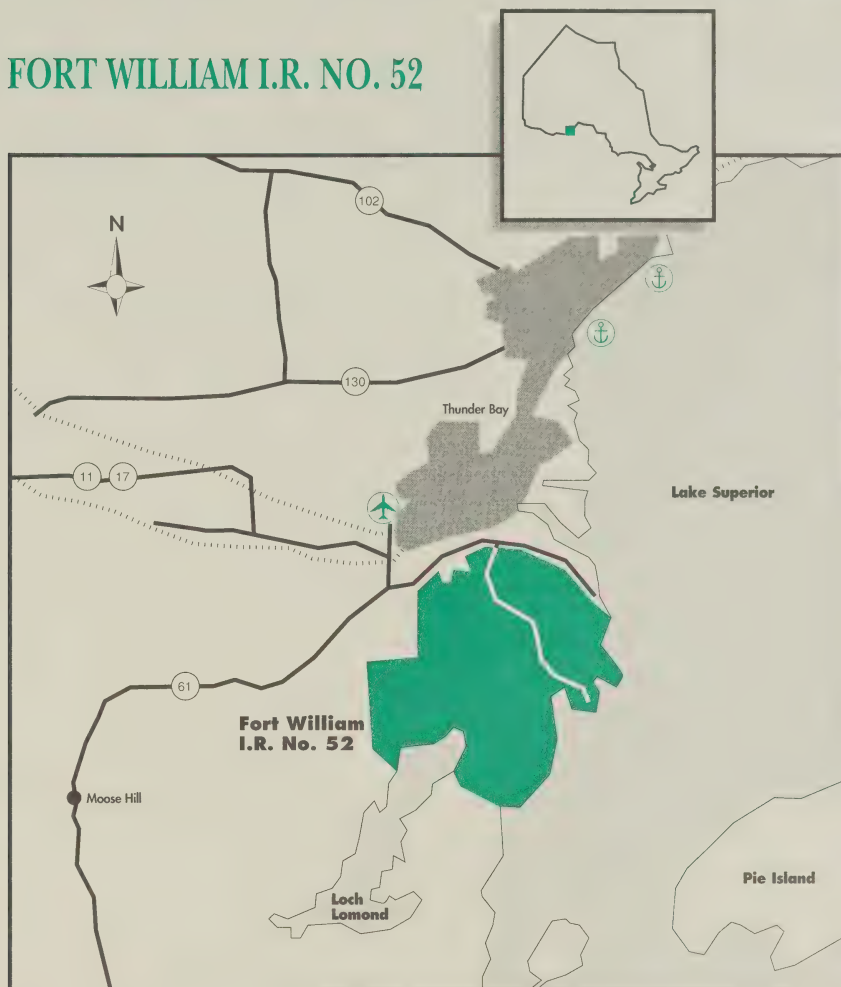 FORT WILLIAM I.R. NO. 52
N
102
130
Thunder Bay
11 17
Lake Superior
61
Fort William
I.R. No. 52
Moose Hill
Pie Island
Loch
Lomond